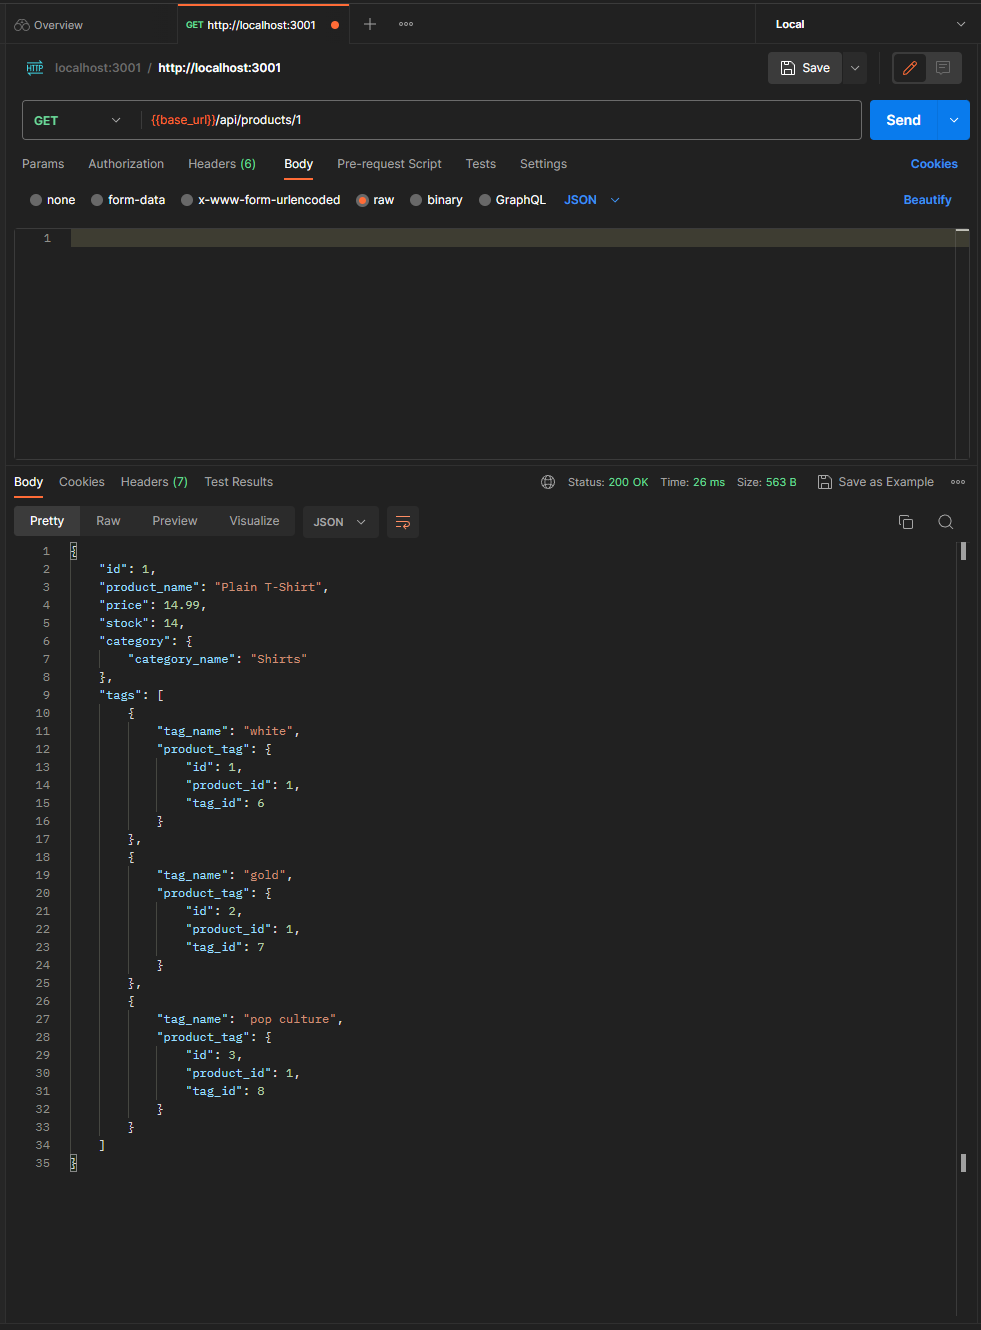 Overview GET http://localhost:3001 Local
HTTP localhost:3001 / http://localhost:3001 Save
GET {{base_url}}/api/products/1 Send
Params Authorization Headers (6) Body Pre-request Script Tests Settings Cookies
none form-data x-www-form-urlencoded raw binary GraphQL JSON Beautify
1
Body Cookies Headers (7) Test Results Status: 200 OK Time: 26 ms Size: 563 B Save as Example
Pretty Raw Preview Visualize JSON
1 {
2 "id": 1,
3 "product_name": "Plain T-Shirt",
4 "price": 14.99,
5 "stock": 14,
6 "category": {
7 "category_name": "Shirts"
8 },
9 "tags": [
10 {
11 "tag_name": "white",
12 "product_tag": {
13 "id": 1,
14 "product_id": 1,
15 "tag_id": 6
16 }
17 },
18 {
19 "tag_name": "gold",
20 "product_tag": {
21 "id": 2,
22 "product_id": 1,
23 "tag_id": 7
24 }
25 },
26 {
27 "tag_name": "pop culture",
28 "product_tag": {
29 "id": 3,
30 "product_id": 1,
31 "tag_id": 8
32 }
33 }
34 ]
35 }